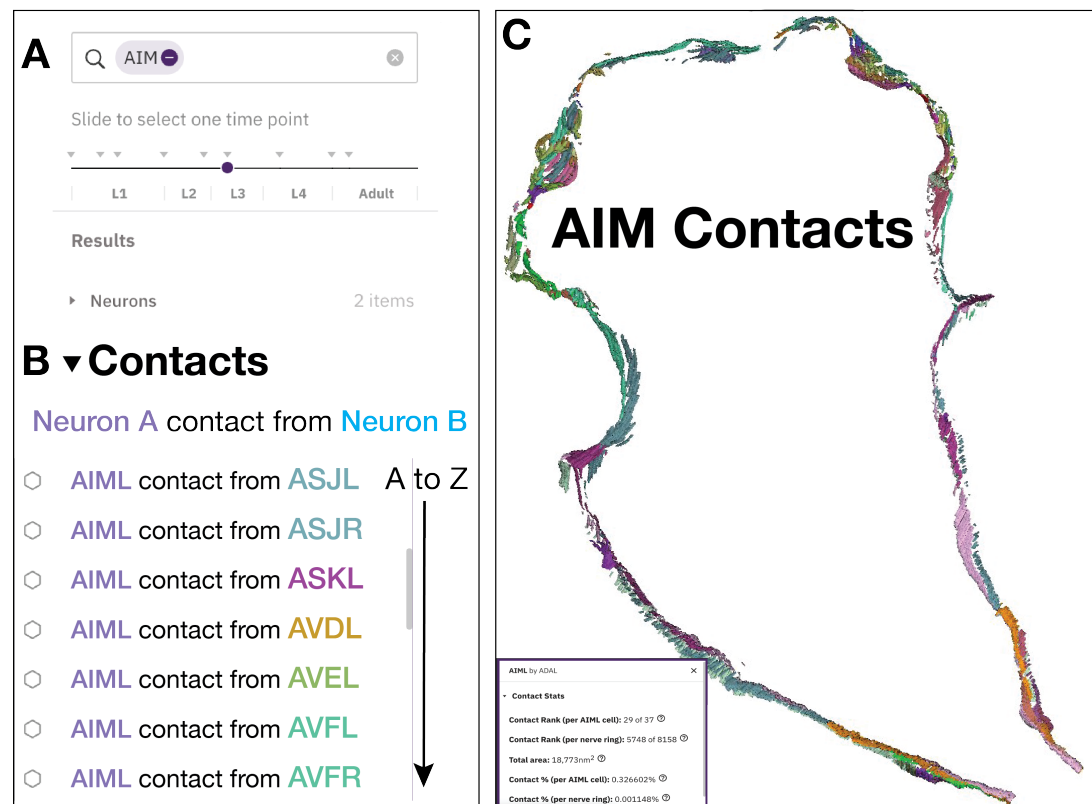 A
AIM
Slide to select one time point
L1 L2 L3 L4 Adult
Results
Neurons 2 items
B Contacts
Neuron A contact from Neuron B
A to Z
AIML contact from ASJL
AIML contact from ASJR
AIML contact from ASKL
AIML contact from AVDL
AIML contact from AVEL
AIML contact from AVFL
AIML contact from AVFR
C
AIM Contacts
AIML by ADAL
Contact Stats
Contact Rank (per AIML cell): 29 of 37
Contact Rank (per nerve ring): 5748 of 8158
Total area: 18,773nm²
Contact % (per AIML cell): 0.326602%
Contact % (per nerve ring): 0.001148%